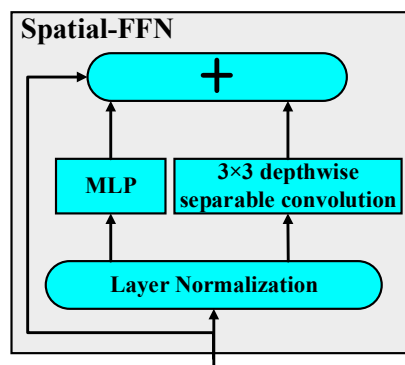 Spatial-FFN
+
MLP
3×3 depthwise
separable convolution
Layer Normalization